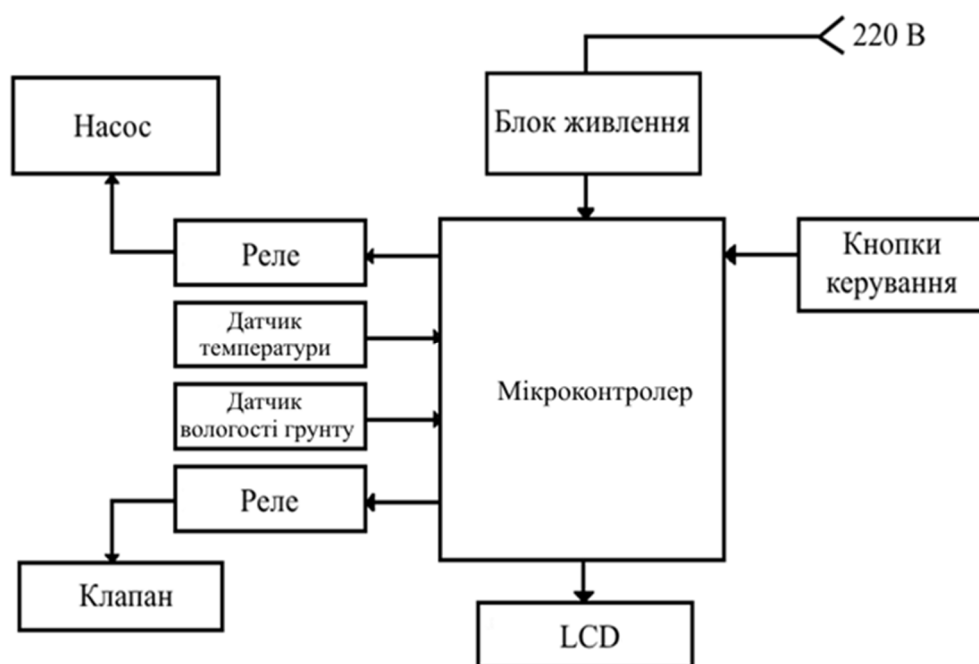 220 В
Блок живлення
Насос
Реле
Кнопки
керування
Датчик
температури
Мікроконтролер
Датчик
вологості грунту
Реле
Клапан
LCD